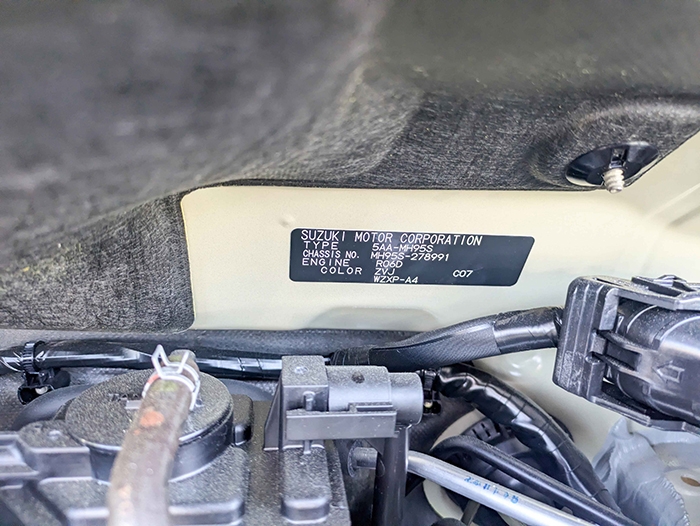 SUZUKI MOTOR CORPORATION
TYPE 5AA-MH95S
CHASSIS NO. MH95S-278991
ENGINE R06D
COLOR ZVJ C07
WZXP-A4